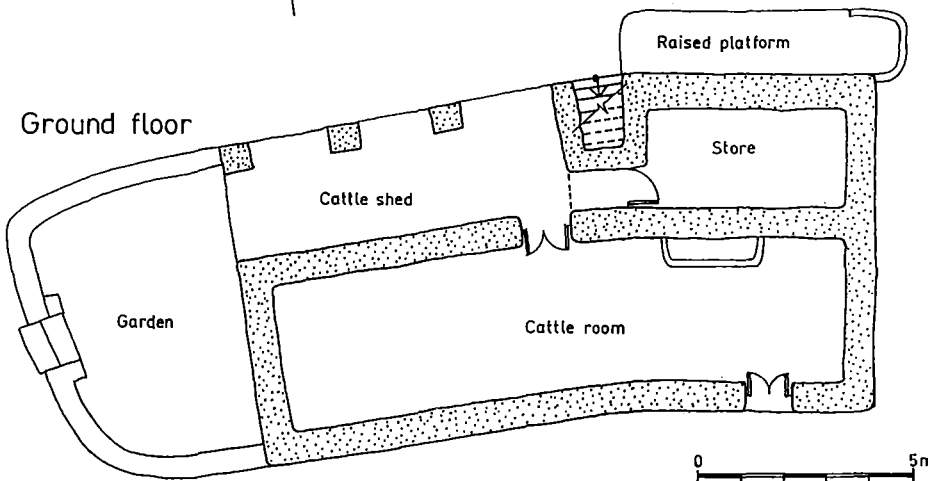 Raised platform
Ground floor
Store
Cattle shed
Garden
Cattle room
0 5m